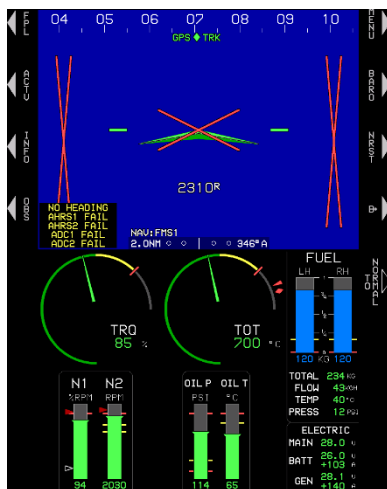 04 05 06 07 08 09 10
FPL
MENU
GPS ♦ TRK
ACTV
BARO
INFO
NRST
2310R
OBS
NO HEADING
AHRS1 FAIL
AHRS2 FAIL
ADC1 FAIL
ADC2 FAIL
NAV:FMS1
2.0NM 346°A
FUEL
LH RH
TO
NORMAL
TRQ
85 %
TOT
700 °C
120 KG 120
TOTAL 234 KG
FLOW 43
TEMP 40°C
PRESS 12 PSI
N1 N2
%RPM RPM
94 2030
OIL P OIL T
PSI °C
114 65
ELECTRIC
MAIN 28.0 U
BATT 26.0 U
+103 A
GEN 28.1 U
+140 A